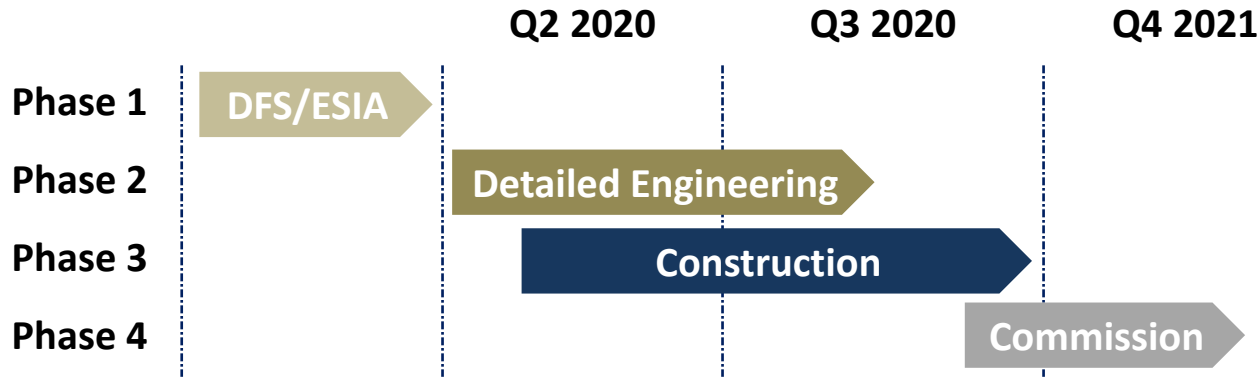 Q2 2020 Q3 2020 Q4 2021
Phase 1 DFS/ESIA
Phase 2 Detailed Engineering
Phase 3 Construction
Phase 4 Commission